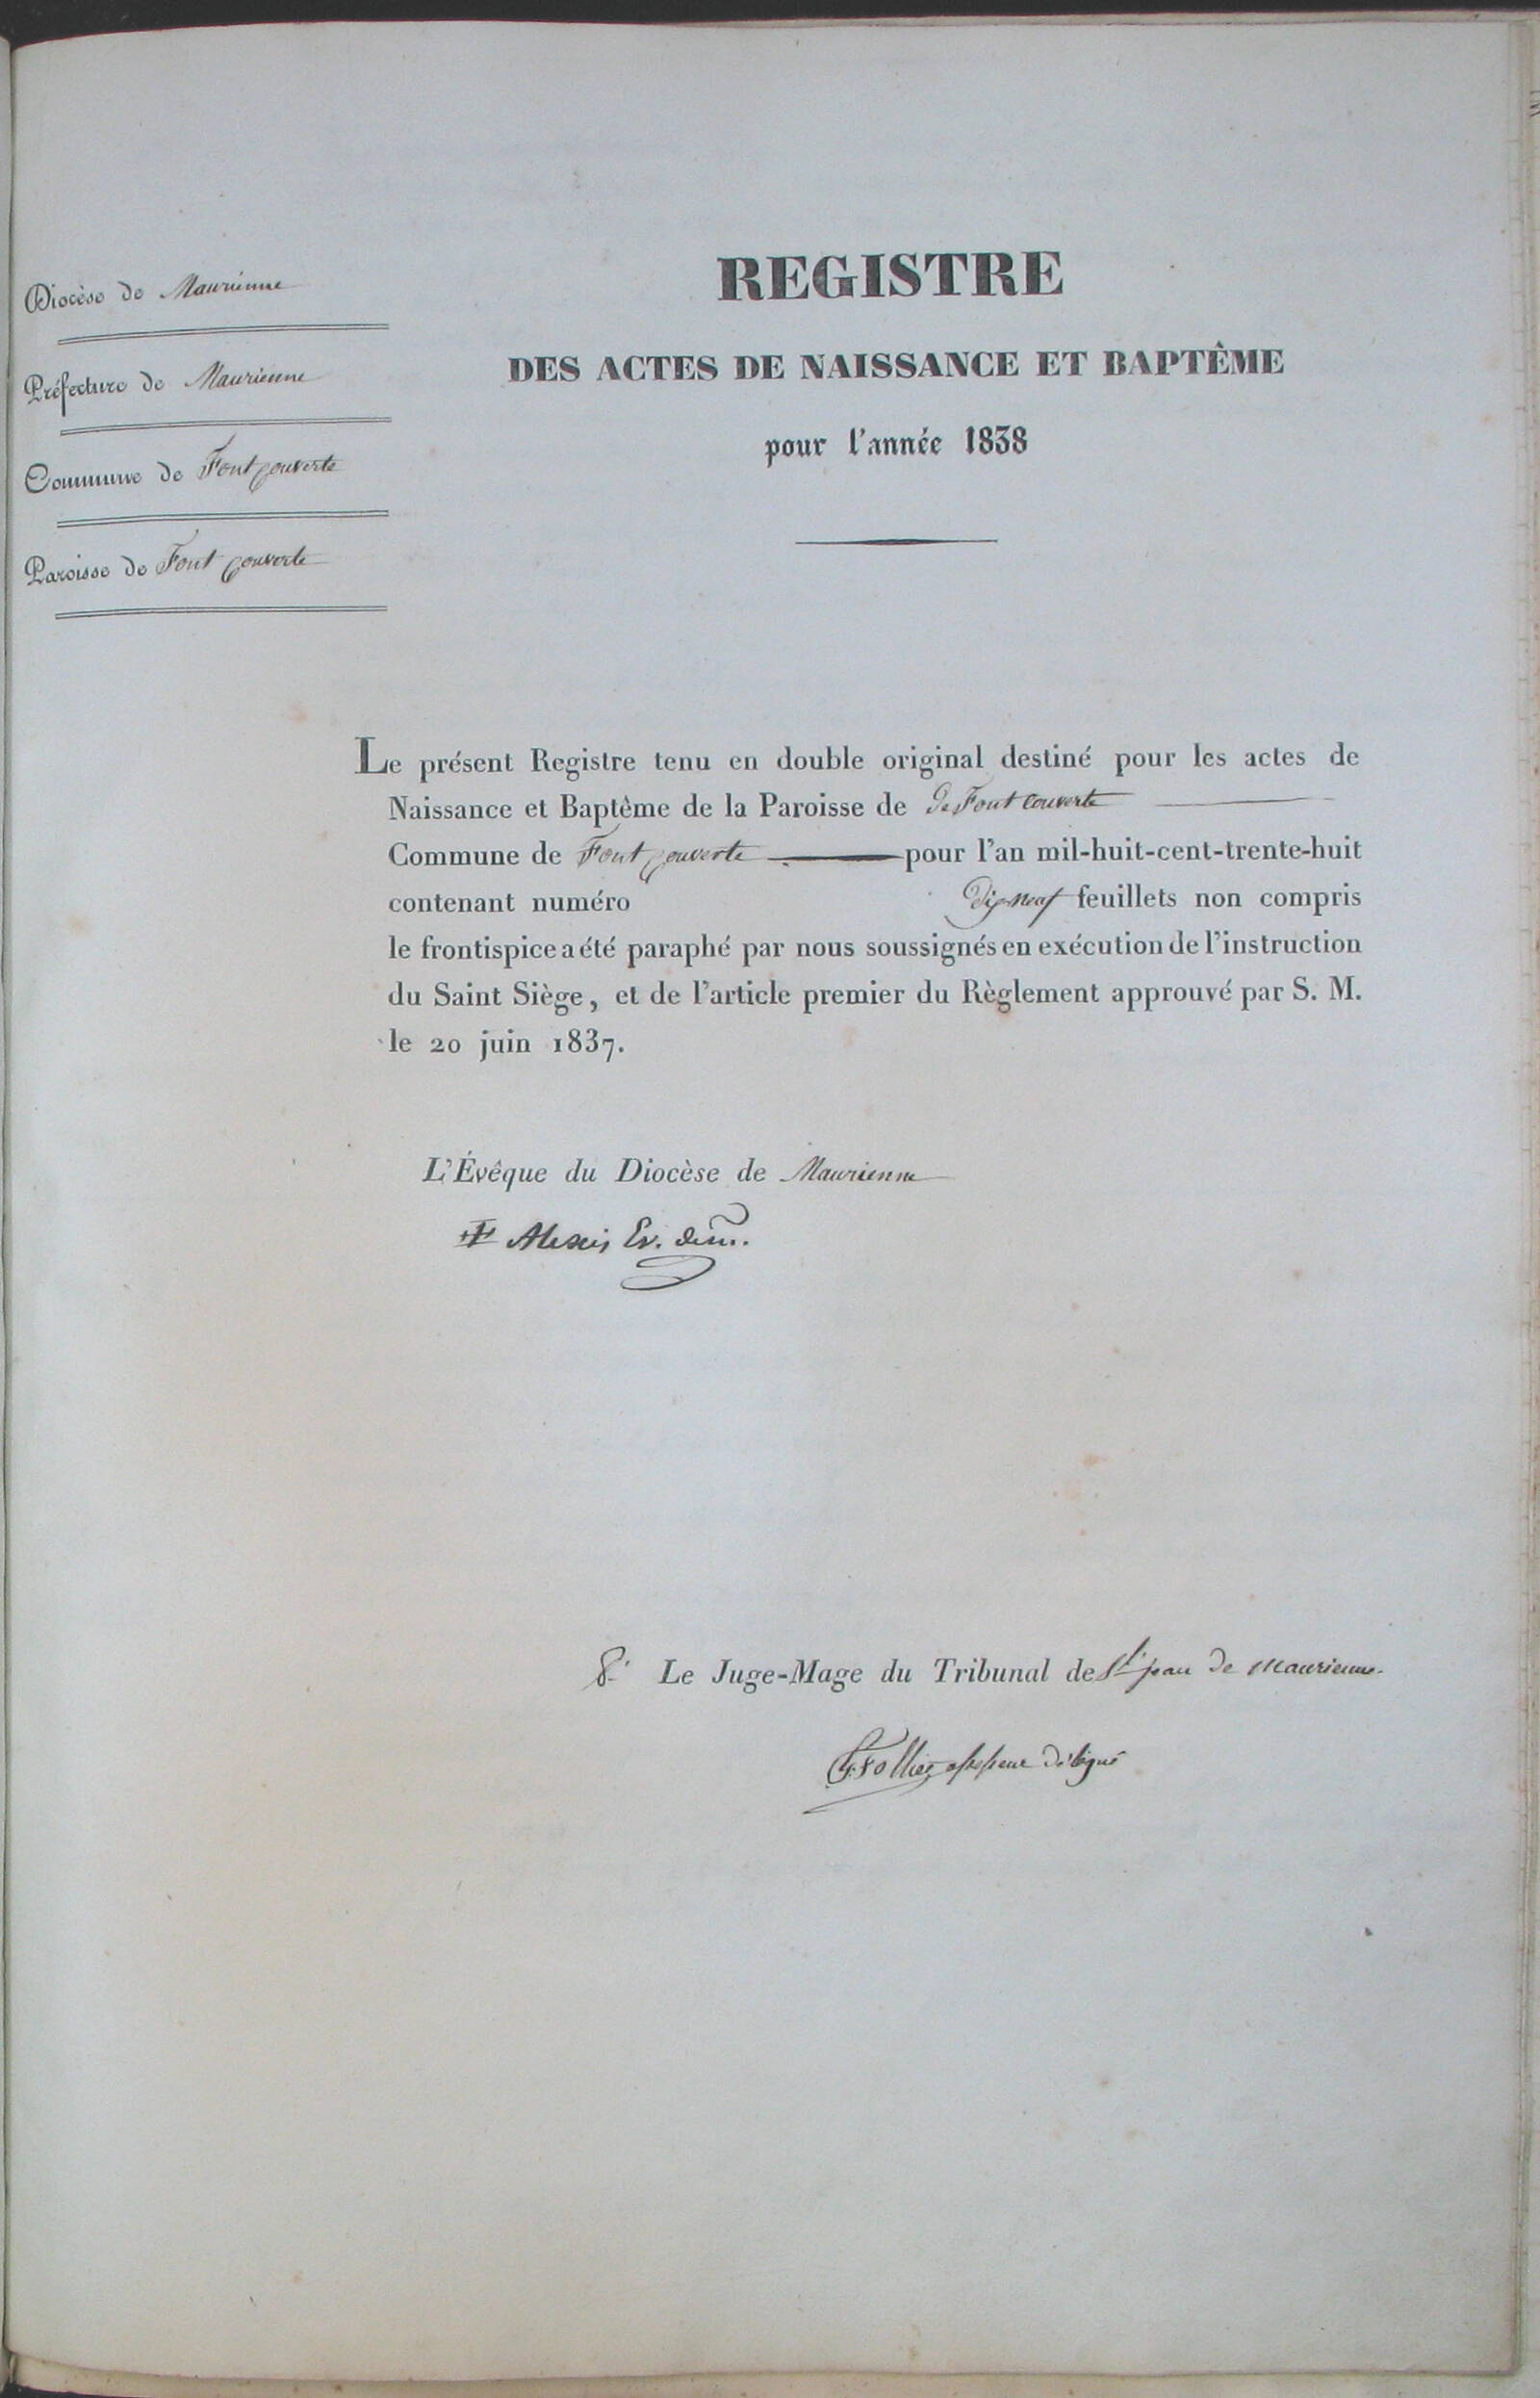 Diocèse de Maurienne
Préfecture de Maurienne
Commune de Fontcouverte
Paroisse de Font couverte
REGISTRE
DES ACTES DE NAISSANCE ET BAPTÊME
pour l'année 1838
Le présent Registre tenu en double original destiné pour les actes de
Naissance et Baptême de la Paroisse de de Font couverte
Commune de Font couverte pour l'an mil-huit-cent-trente-huit
contenant numéro dix-neuf feuillets non compris
le frontispice a été paraphé par nous soussignés en exécution de l'instruction
du Saint Siège, et de l'article premier du Règlement approuvé par S. M.
le 20 juin 1837.
L'Évêque du Diocèse de Maurienne
Alexis Ev.
Le Juge-Mage du Tribunal de St jean de Maurienne.
assesseur délégué